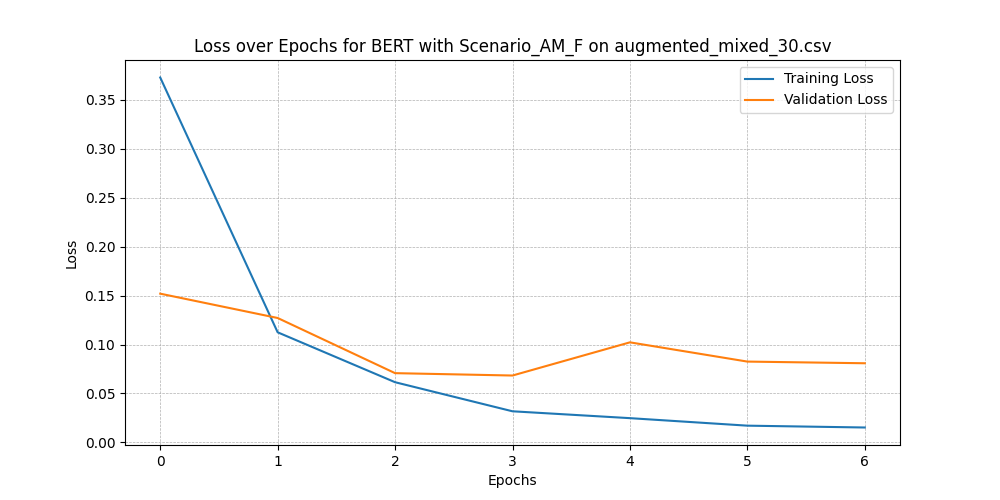 Loss over Epochs for BERT with Scenario_AM_F on augmented_mixed_30.csv
Training Loss
Validation Loss
0.35
0.30
0.25
0.20
0.15
0.10
0.05
0.00
Loss
0 1 2 3 4 5 6
Epochs